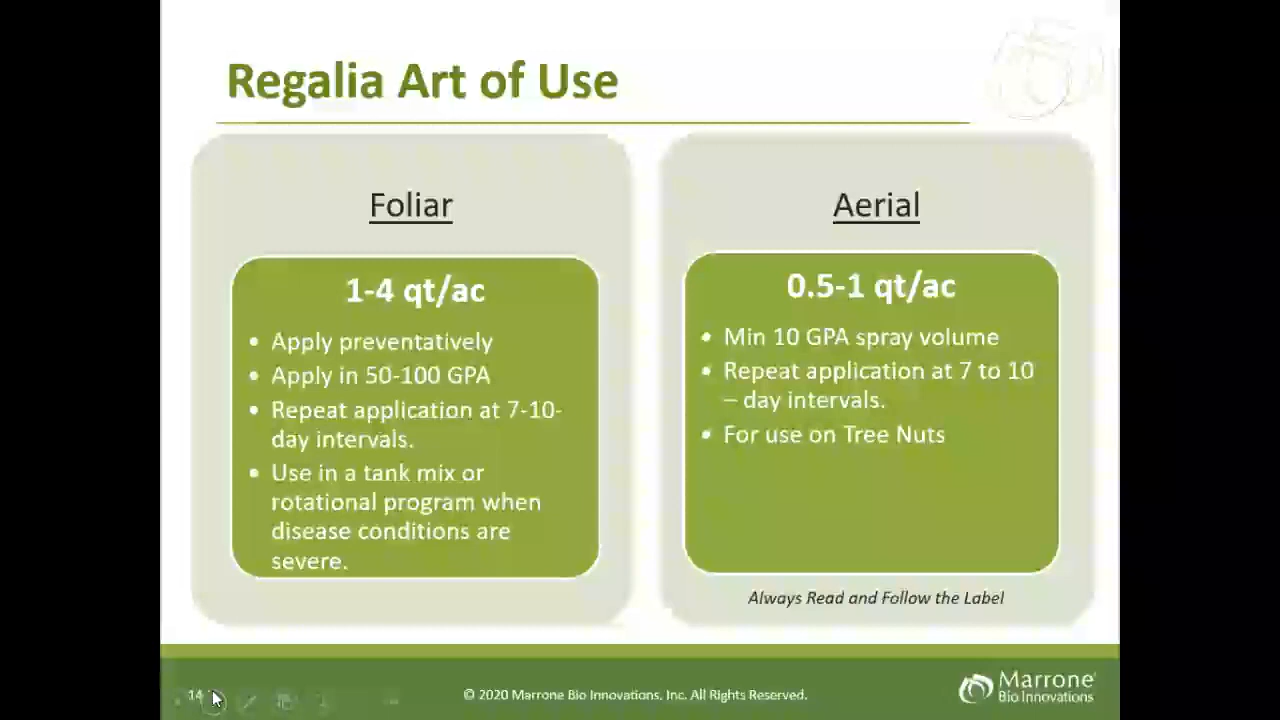 Regalia Art of Use
Foliar
1-4 qt/ac
• Apply preventatively
• Apply in 50-100 GPA
• Repeat application at 7-10-
day intervals.
• Use in a tank mix or
rotational program when
disease conditions are
severe.
Aerial
0.5-1 qt/ac
• Min 10 GPA spray volume
• Repeat application at 7 to 10
– day intervals.
• For use on Tree Nuts
Always Read and Follow the Label
14
© 2020 Marrone Bio Innovations, Inc. All Rights Reserved.
Marrone®
Bio Innovations